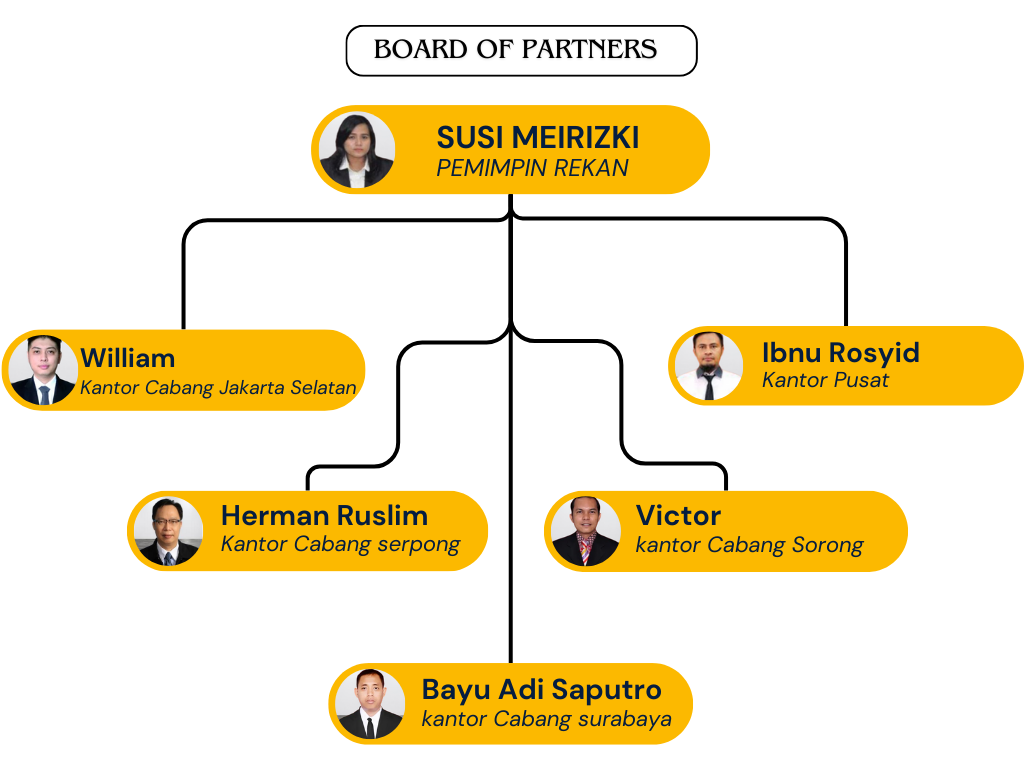 BOARD OF PARTNERS
SUSI MEIRIZKI
PEMIMPIN REKAN
William
Kantor Cabang Jakarta Selatan
Ibnu Rosyid
Kantor Pusat
Herman Ruslim
Kantor Cabang serpong
Victor
kantor Cabang Sorong
Bayu Adi Saputro
kantor Cabang surabaya